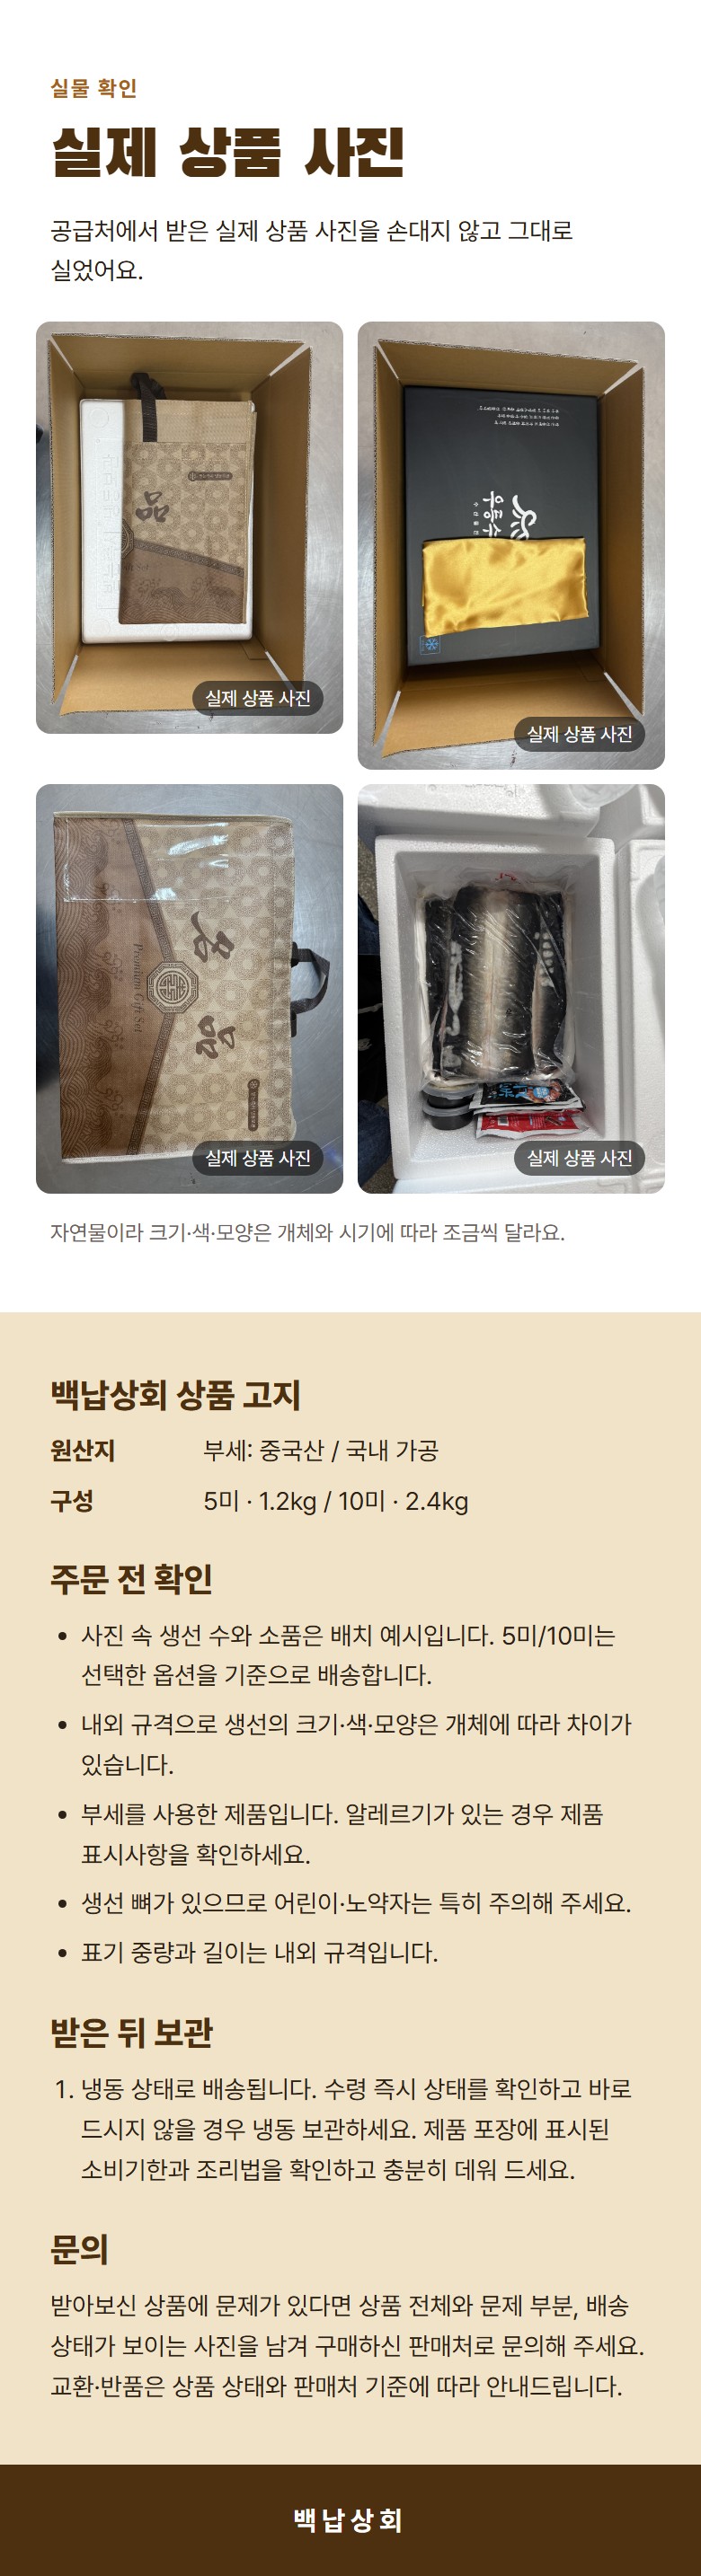 실물 확인
실제 상품 사진
공급처에서 받은 실제 상품 사진을 손대지 않고 그대로
실었어요.
品
실제 상품 사진
실제 상품 사진
Premium Gift Set
品
실제 상품 사진
실제 상품 사진
자연물이라 크기·색·모양은 개체와 시기에 따라 조금씩 달라요.
백납상회 상품 고지
원산지 부세: 중국산 / 국내 가공
구성 5미 · 1.2kg / 10미 · 2.4kg
주문 전 확인
• 사진 속 생선 수와 소품은 배치 예시입니다. 5미/10미는
선택한 옵션을 기준으로 배송합니다.
• 내외 규격으로 생선의 크기·색·모양은 개체에 따라 차이가
있습니다.
• 부세를 사용한 제품입니다. 알레르기가 있는 경우 제품
표시사항을 확인하세요.
• 생선 뼈가 있으므로 어린이·노약자는 특히 주의해 주세요.
• 표기 중량과 길이는 내외 규격입니다.
받은 뒤 보관
1. 냉동 상태로 배송됩니다. 수령 즉시 상태를 확인하고 바로
드시지 않을 경우 냉동 보관하세요. 제품 포장에 표시된
소비기한과 조리법을 확인하고 충분히 데워 드세요.
문의
받아보신 상품에 문제가 있다면 상품 전체와 문제 부분, 배송
상태가 보이는 사진을 남겨 구매하신 판매처로 문의해 주세요.
교환·반품은 상품 상태와 판매처 기준에 따라 안내드립니다.
백납상회